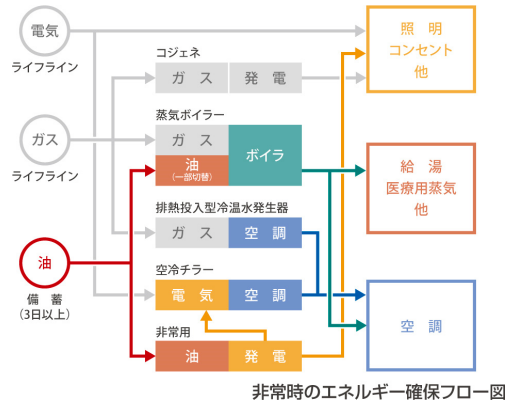 電気
ライフライン
ガス
ライフライン
油
備 蓄
（3日以上）
コジェネ
ガ ス
発 電
蒸気ボイラー
ガ ス
油
（一部切替）
ボイラ
排熱投入型冷温水発生器
ガ ス
空 調
空冷チラー
電 気
空 調
非常用
油
発 電
照 明
コンセント
他
給 湯
医療用蒸気
他
空 調
非常時のエネルギー確保フロー図